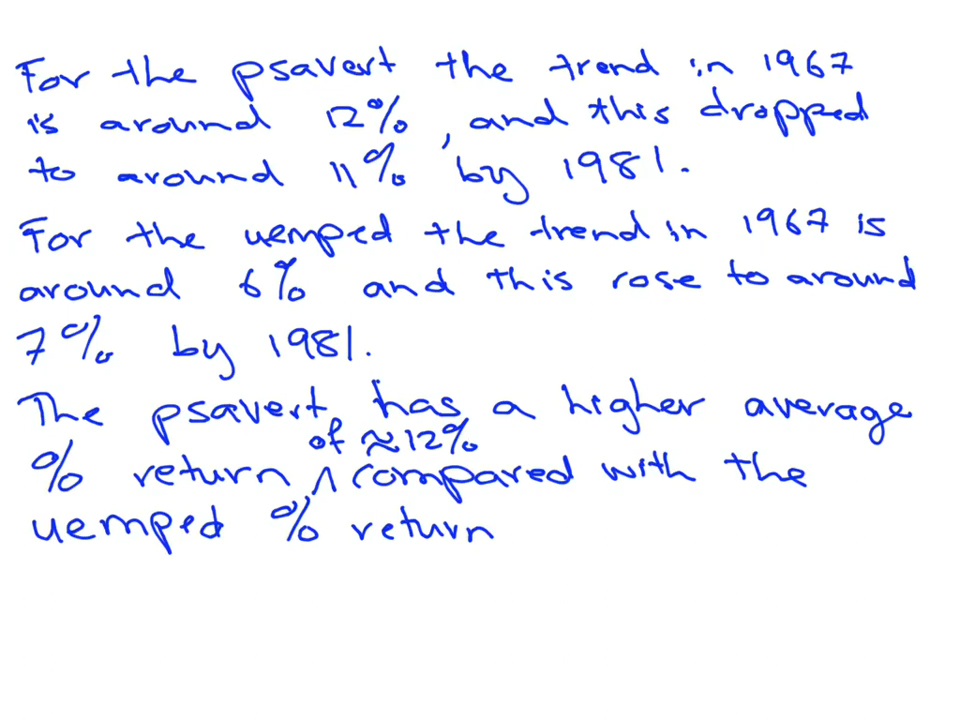 For the psavert the trend in 1967
is around 12%, and this dropped
to around 11% by 1981.
For the uemped the trend in 1967 is
around 6% and this rose to around
7% by 1981.
The psavert has a higher average
of ≈12%
% return ∧ compared with the
uemped % return